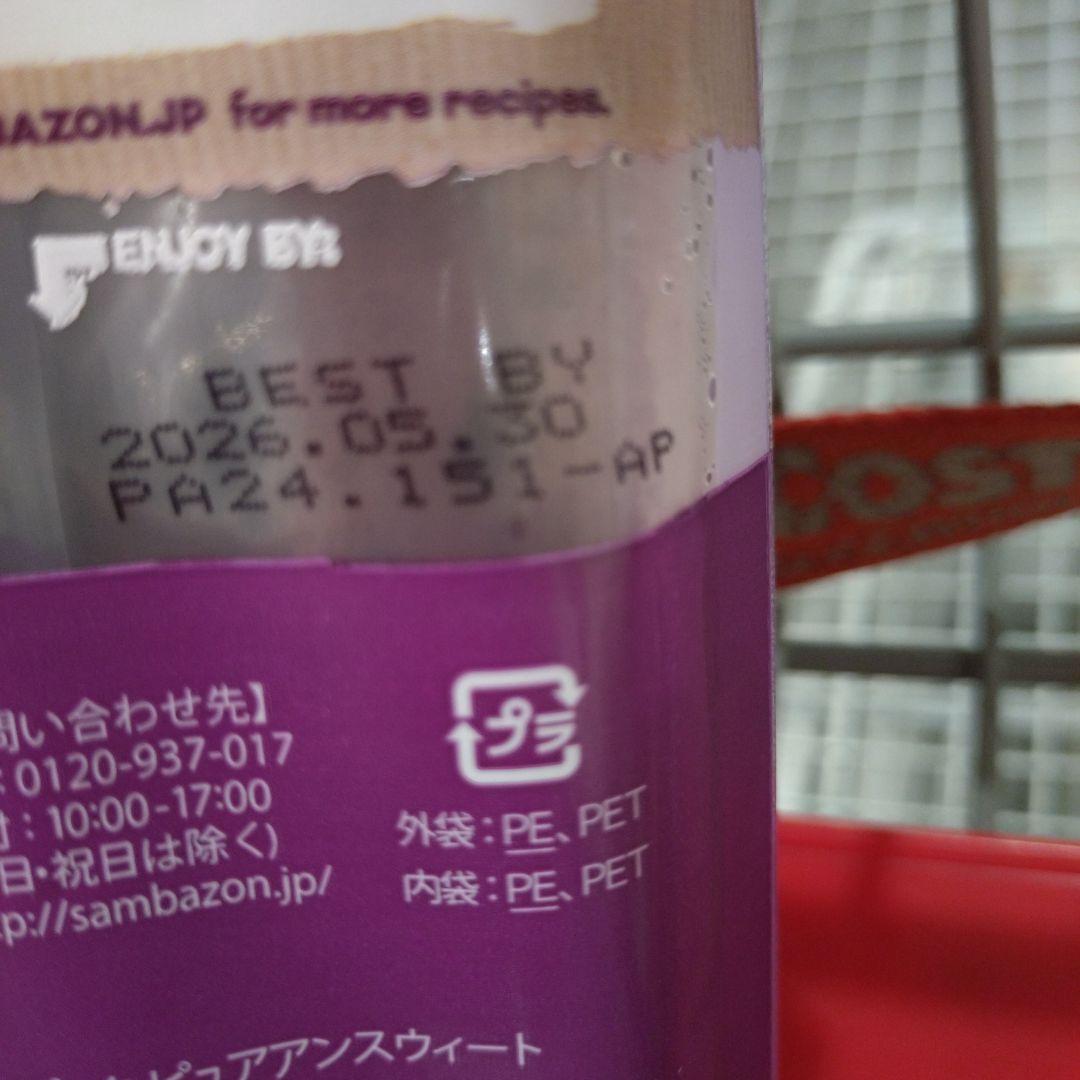 BAZON.JP for more recipes.
ENJOY BY:
BEST BY
2026.05.30
PA24.151-AP
問い合わせ先】
: 0120-937-017
付 : 10:00-17:00
日・祝日は除く)
tp://sambazon.jp/
プラ
外袋 : PE、PET
内袋 : PE、PET
ピュアアンスウィート
COST